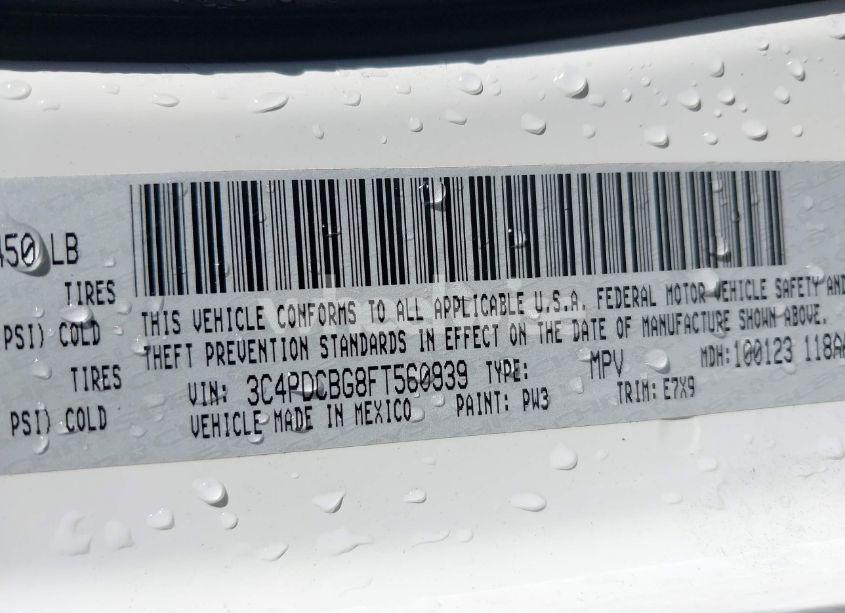 450 LB
TIRES
PSI) COLD
TIRES
PSI) COLD
THIS VEHICLE CONFORMS TO ALL APPLICABLE U.S.A. FEDERAL MOTOR VEHICLE SAFETY AND
THEFT PREVENTION STANDARDS IN EFFECT ON THE DATE OF MANUFACTURE SHOWN ABOVE.
VIN: 3C4PDCBG8FT560939 TYPE: MPV MDH:100123 118AA
VEHICLE MADE IN MEXICO PAINT: PW3 TRIM: E7X9